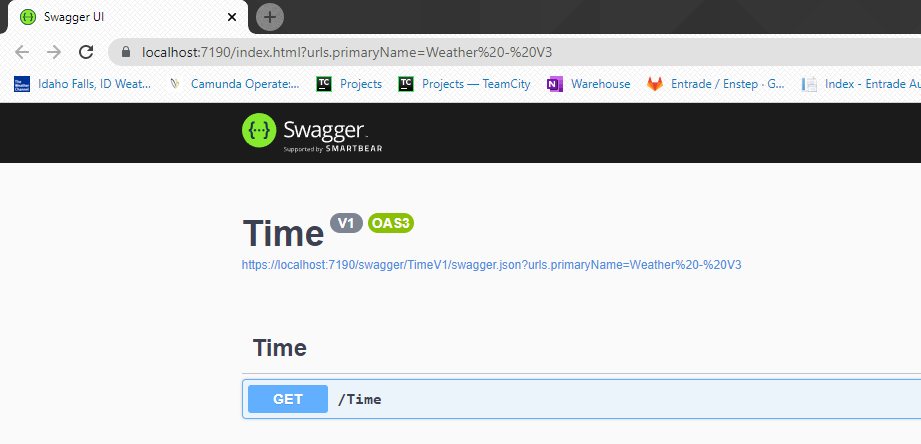 Swagger UI
localhost:7190/index.html?urls.primaryName=Weather%20-%20V3
Idaho Falls, ID Weat... Camunda Operate:... TC Projects TC Projects — TeamCity N Warehouse Entrade / Enstep · G... Index - Entrade Au
{··} Swagger
Supported by SMARTBEAR
Time V1 OAS3
https://localhost:7190/swagger/TimeV1/swagger.json?urls.primaryName=Weather%20-%20V3
Time
GET /Time